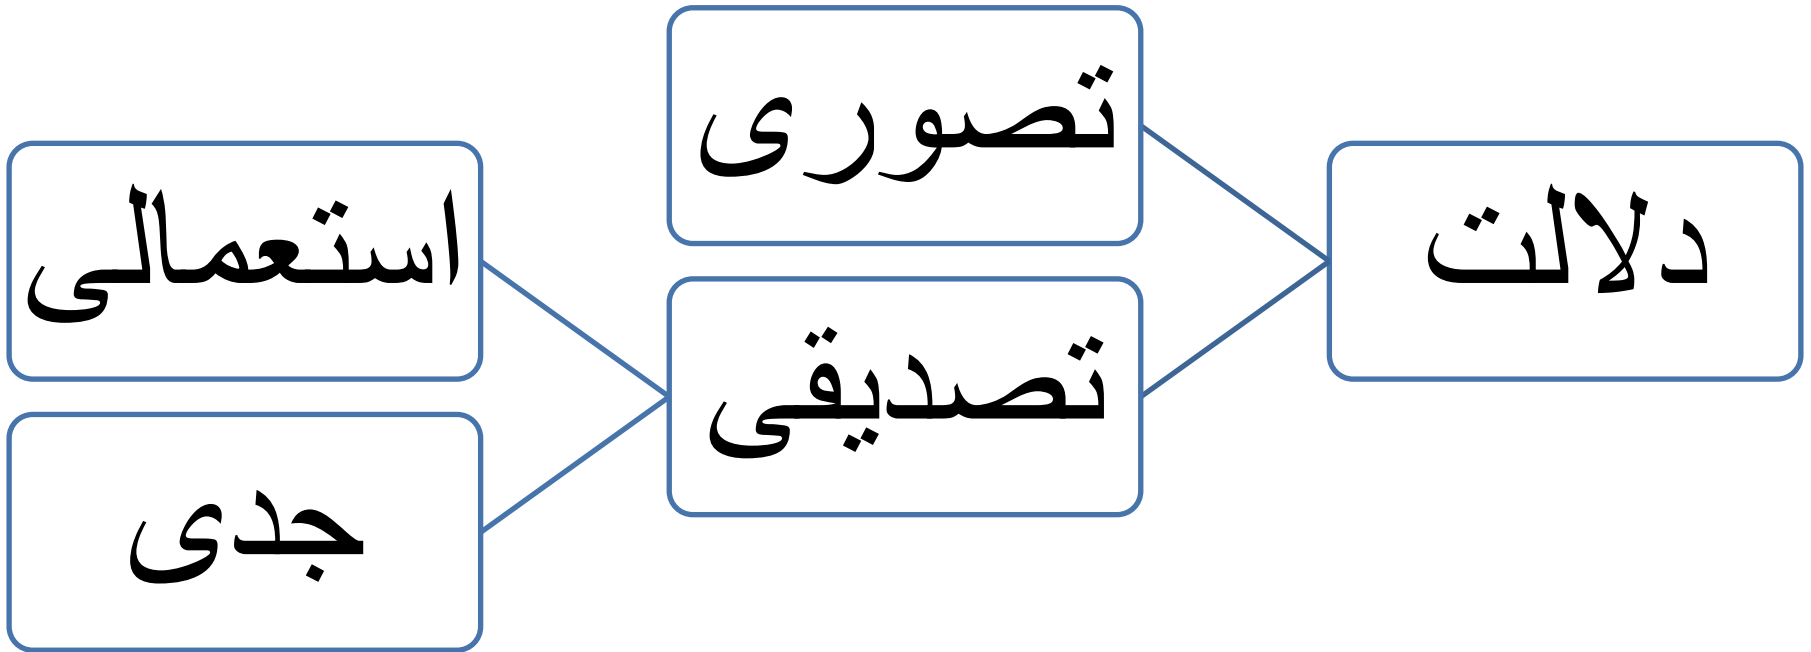 دلالت
تصوری
تصدیقی
استعمالی
جدی